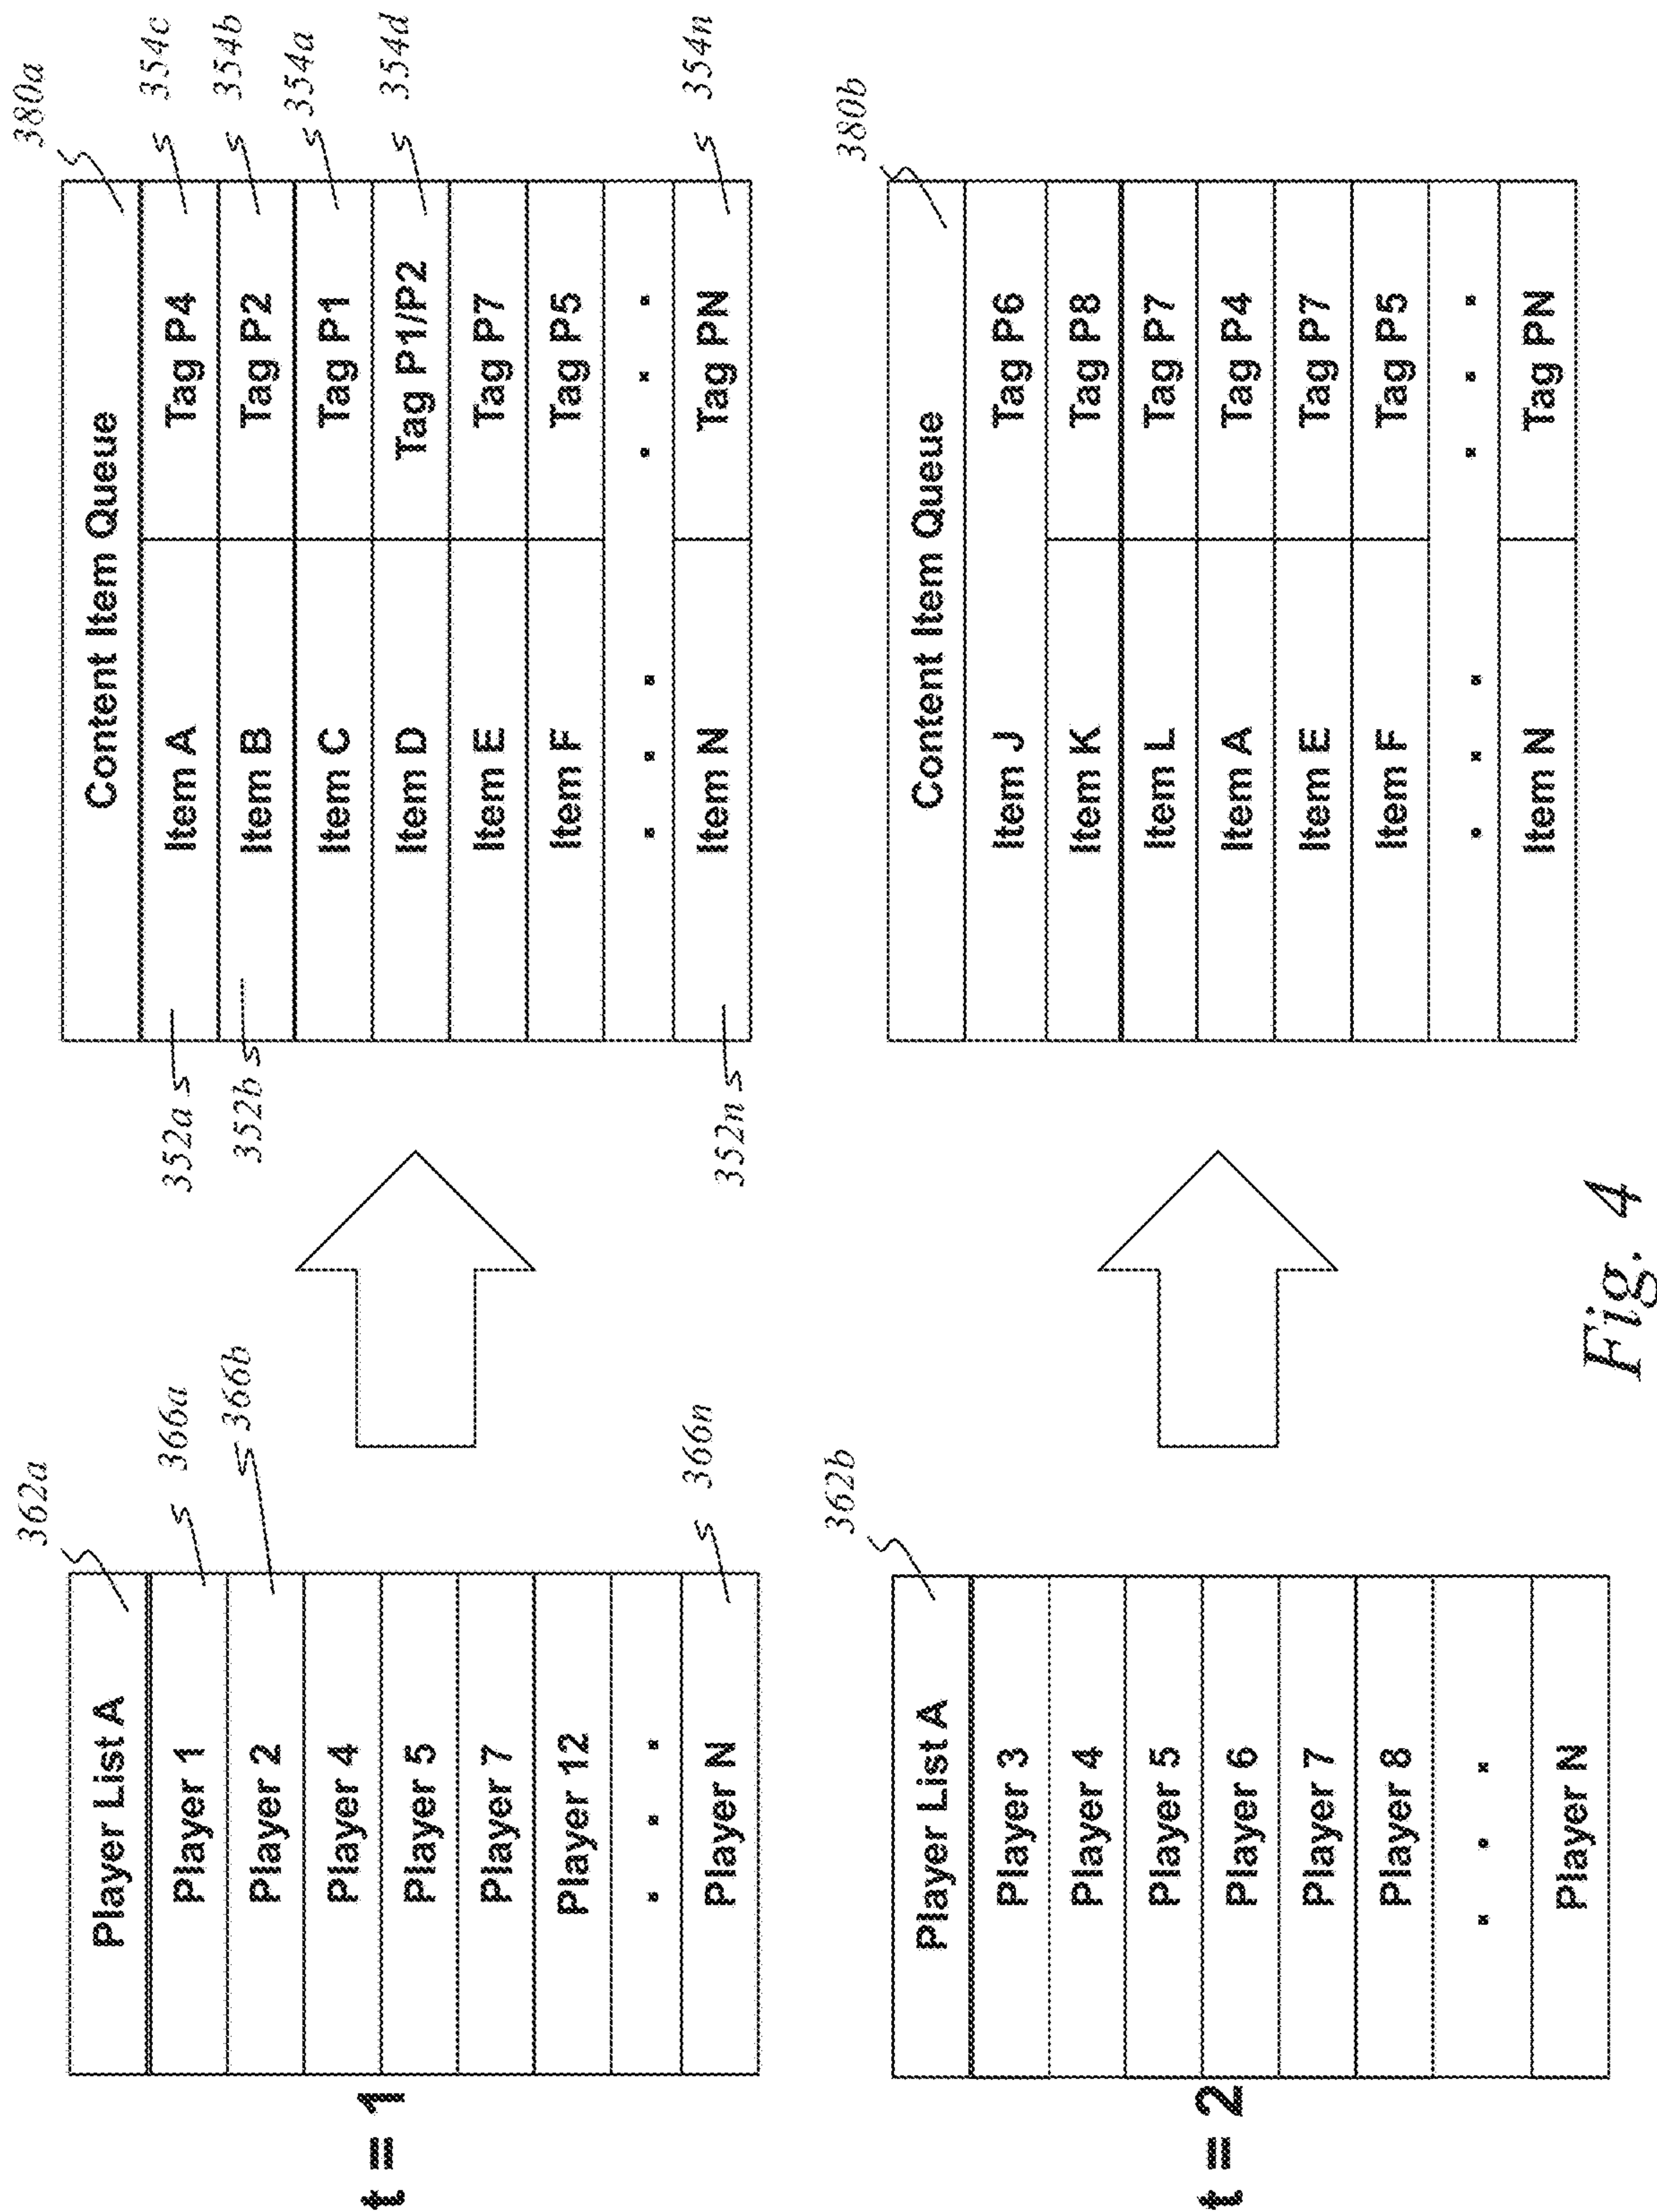 t = 1
362a
Player List A
Player 1
366a
Player 2
366b
Player 4
Player 5
Player 7
Player 12
. . .
Player N
366n
380a
Content Item Queue
352a
Item A
Tag P4
354c
352b
Item B
Tag P2
354b
Item C
Tag P1
354a
Item D
Tag P1/P2
354d
Item E
Tag P7
Item F
Tag P5
. . .
. . .
352n
Item N
Tag PN
354n
t = 2
362b
Player List A
Player 3
Player 4
Player 5
Player 6
Player 7
Player 8
. . .
Player N
380b
Content Item Queue
Item J
Tag P6
Item K
Tag P8
Item L
Tag P7
Item A
Tag P4
Item E
Tag P7
Item F
Tag P5
. . .
. . .
Item N
Tag PN
Fig. 4